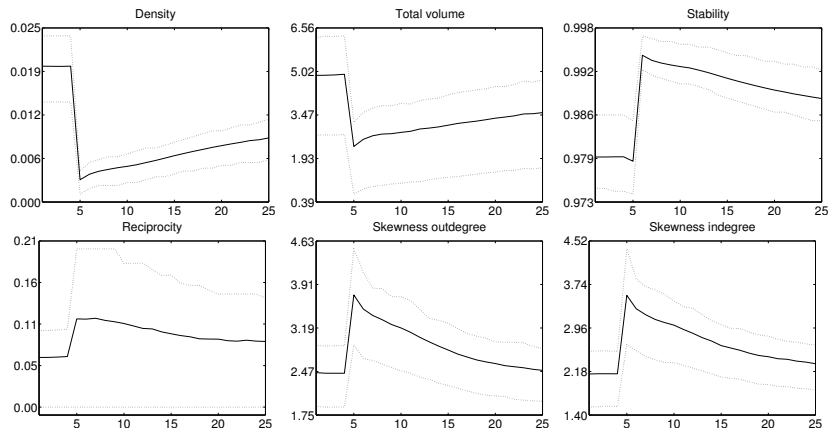 Density
Total volume
Stability
0.025
0.019
0.012
0.006
0.000
5 10 15 20 25
6.56
5.02
3.47
1.93
0.39
5 10 15 20 25
0.998
0.992
0.986
0.979
0.973
5 10 15 20 25
Reciprocity
Skewness outdegree
Skewness indegree
0.21
0.16
0.11
0.05
0.00
5 10 15 20 25
4.63
3.91
3.19
2.47
1.75
5 10 15 20 25
4.52
3.74
2.96
2.18
1.40
5 10 15 20 25